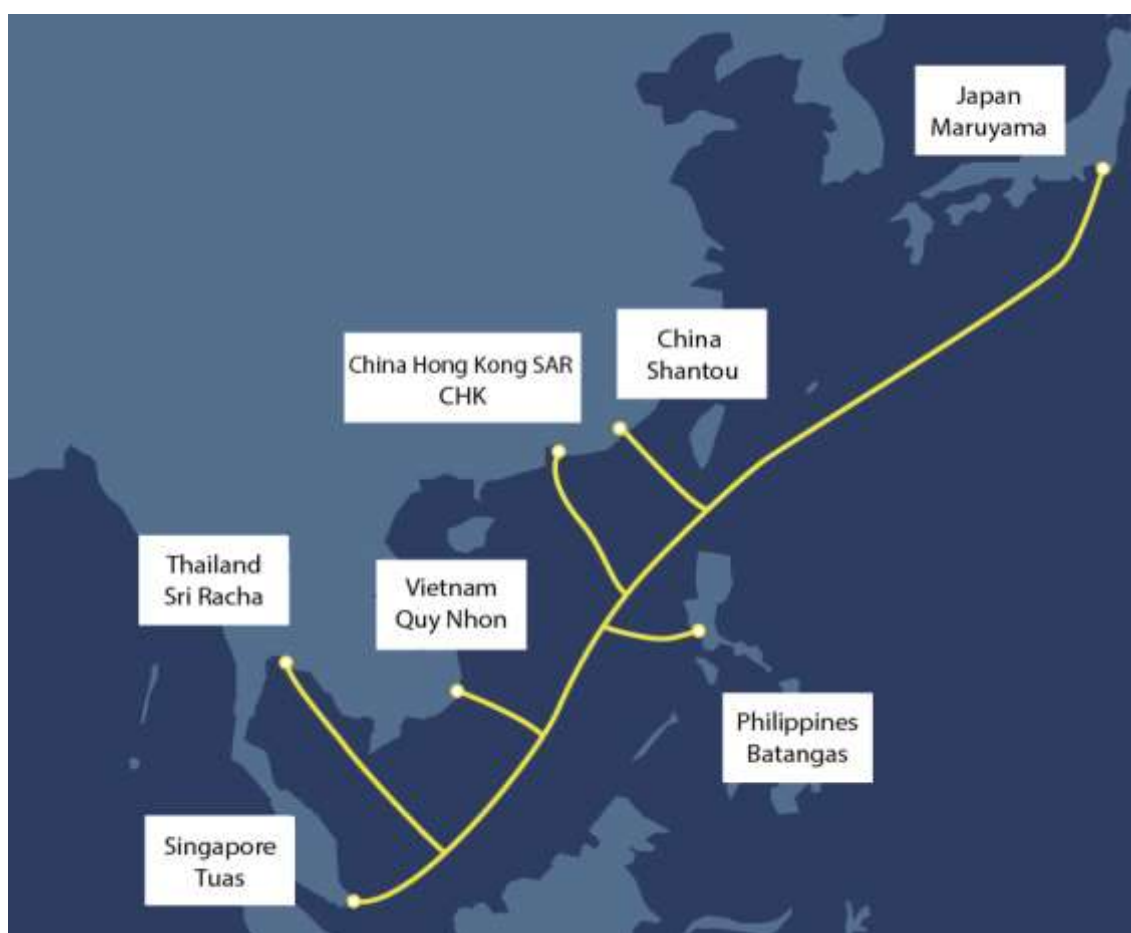 Japan
Maruyama
China
Shantou
China Hong Kong SAR
CHK
Thailand
Sri Racha
Vietnam
Quy Nhon
Philippines
Batangas
Singapore
Tuas